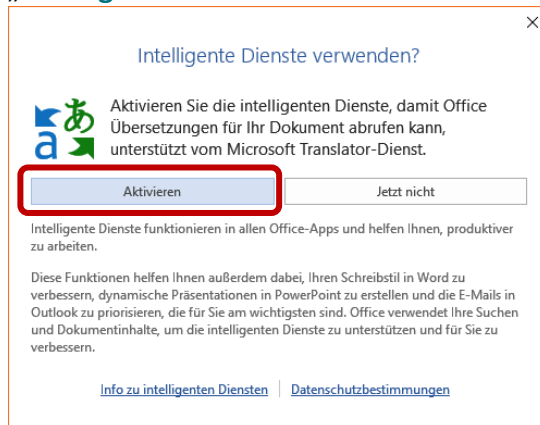 Intelligente Dienste verwenden?
Aktivieren Sie die intelligenten Dienste, damit Office
Übersetzungen für Ihr Dokument abrufen kann,
unterstützt vom Microsoft Translator-Dienst.
あ
a
Aktivieren Jetzt nicht
Intelligente Dienste funktionieren in allen Office-Apps und helfen Ihnen, produktiver
zu arbeiten.
Diese Funktionen helfen Ihnen außerdem dabei, Ihren Schreibstil in Word zu
verbessern, dynamische Präsentationen in PowerPoint zu erstellen und die E-Mails in
Outlook zu priorisieren, die für Sie am wichtigsten sind. Office verwendet Ihre Suchen
und Dokumentinhalte, um die intelligenten Dienste zu unterstützen und für Sie zu
verbessern.
Info zu intelligenten Diensten Datenschutzbestimmungen